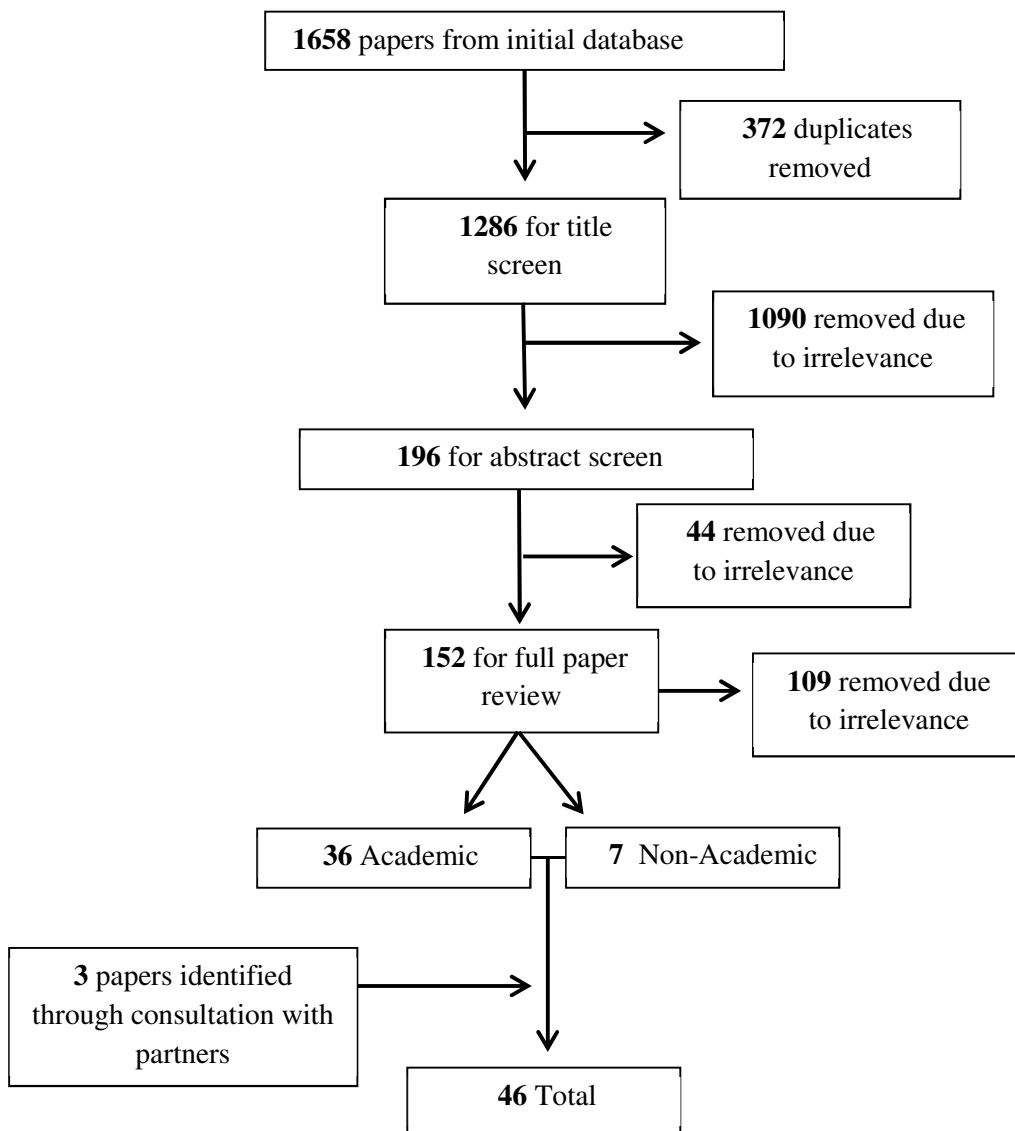 1658 papers from initial database
372 duplicates
removed
1286 for title
screen
1090 removed due
to irrelevance
196 for abstract screen
44 removed due
to irrelevance
152 for full paper
review
109 removed due
to irrelevance
36 Academic
7 Non-Academic
3 papers identified
through consultation with
partners
46 Total